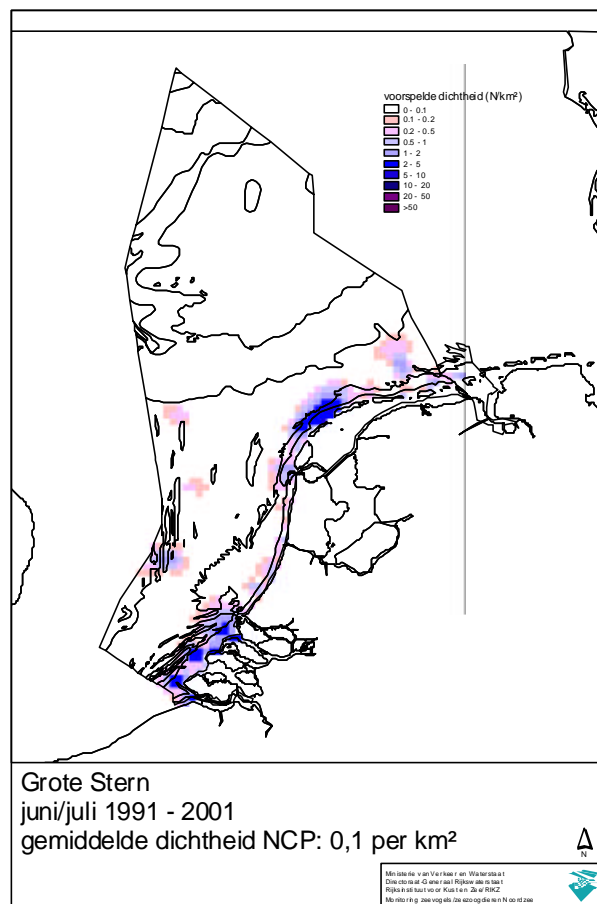 voorspelde dichtheid (N/km²)
0 - 0.1
0.1 - 0.2
0.2 - 0.5
0.5 - 1
1 - 2
2 - 5
5 - 10
10 - 20
20 - 50
>50
Grote Stern
juni/juli 1991 - 2001
gemiddelde dichtheid NCP: 0,1 per km²
N
Ministerie van Verkeer en Waterstaat
Directoraat-Generaal Rijkswaterstaat
Rijksinstituut voor Kust en Zee/RIKZ
Monitoring zeevogels/zeezoogdieren Noordzee